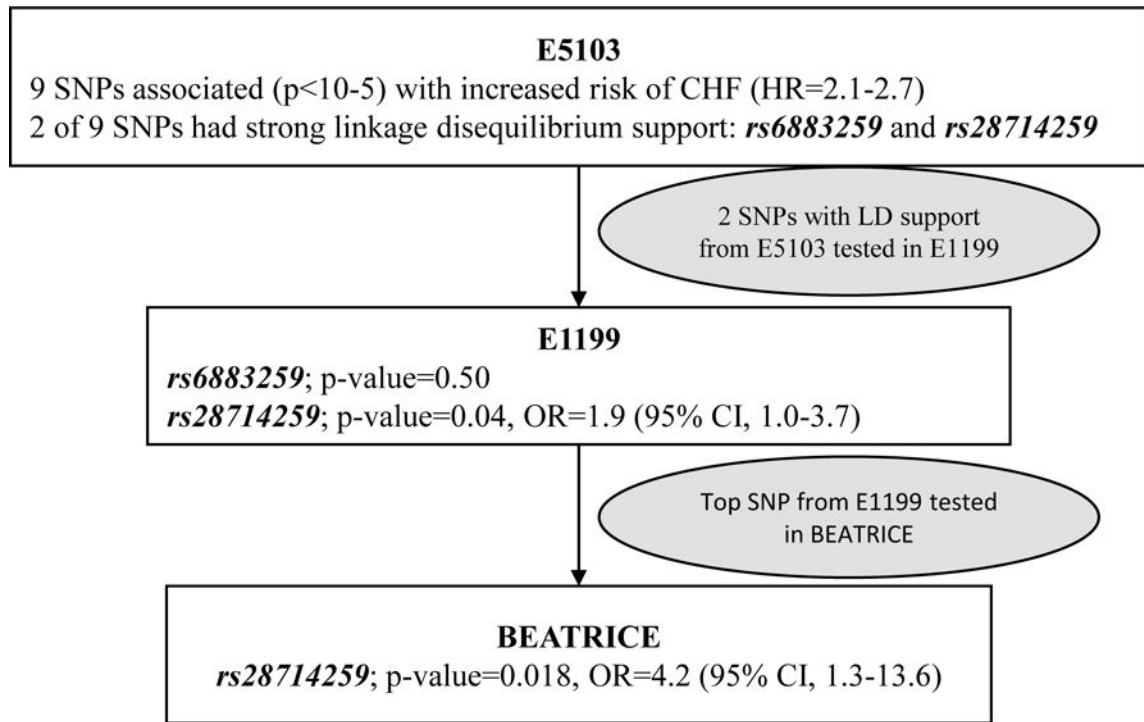 E5103
9 SNPs associated (p<10-5) with increased risk of CHF (HR=2.1-2.7)
2 of 9 SNPs had strong linkage disequilibrium support: rs6883259 and rs28714259
2 SNPs with LD support
from E5103 tested in E1199
E1199
rs6883259; p-value=0.50
rs28714259; p-value=0.04, OR=1.9 (95% CI, 1.0-3.7)
Top SNP from E1199 tested
in BEATRICE
BEATRICE
rs28714259; p-value=0.018, OR=4.2 (95% CI, 1.3-13.6)